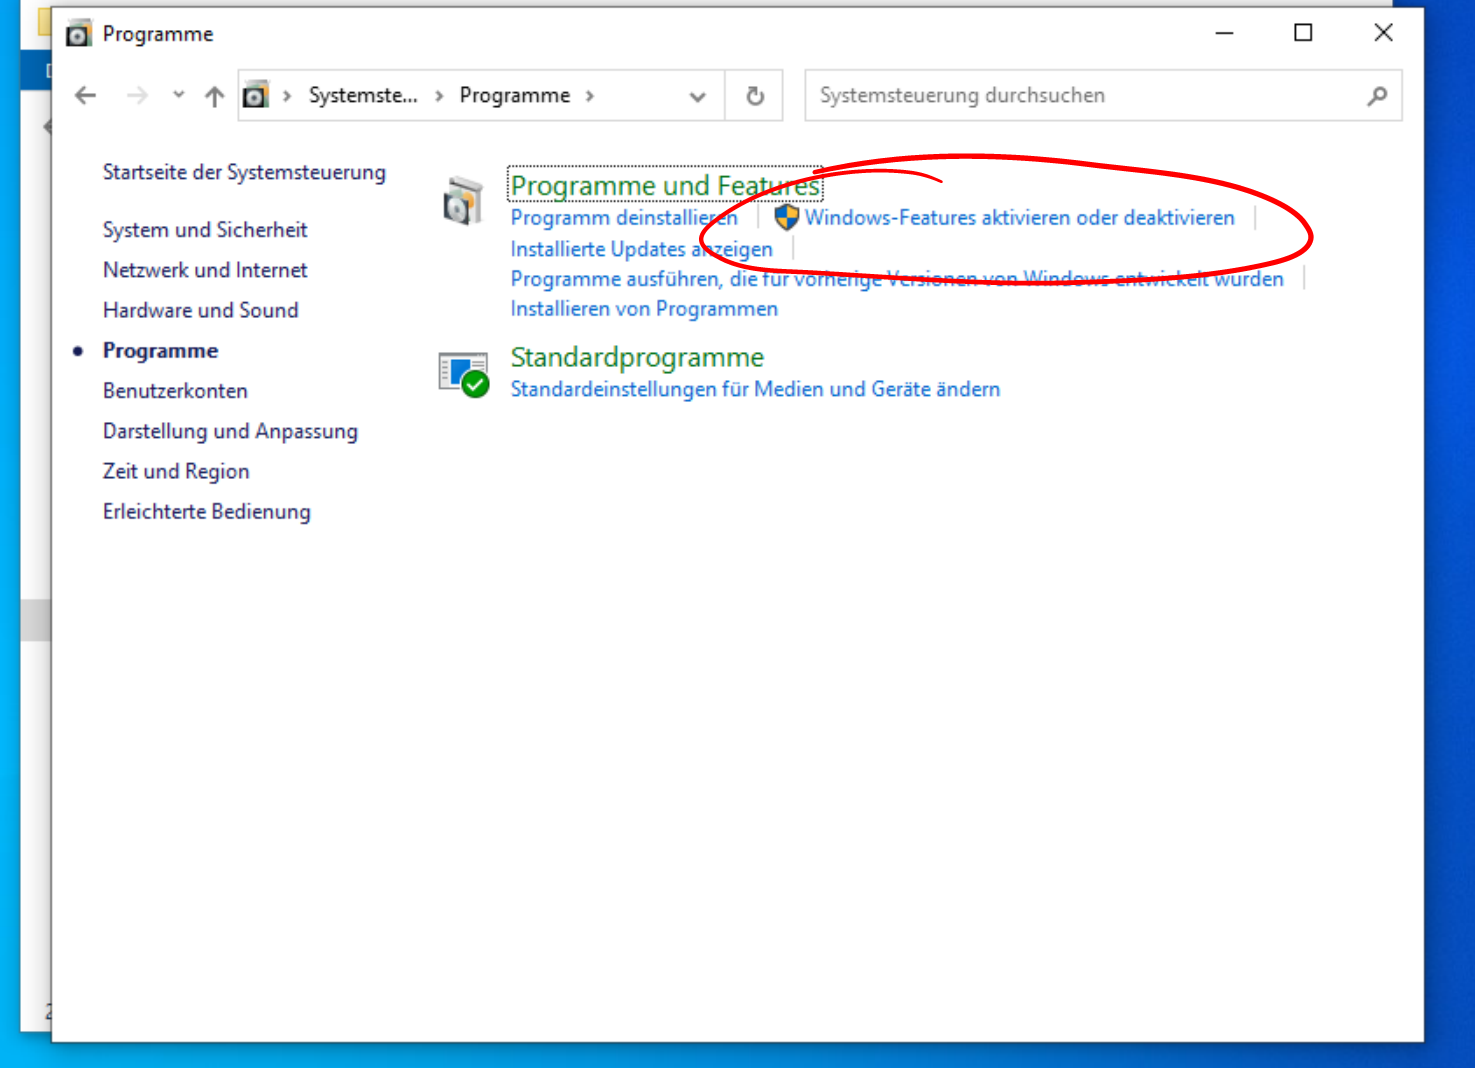 Programme
Systemste... Programme
Systemsteuerung durchsuchen
Startseite der Systemsteuerung
System und Sicherheit
Netzwerk und Internet
Hardware und Sound
Programme
Benutzerkonten
Darstellung und Anpassung
Zeit und Region
Erleichterte Bedienung
Programme und Features
Programm deinstallieren
Windows-Features aktivieren oder deaktivieren
Installierte Updates anzeigen
Programme ausführen, die für vorherige Versionen von Windows entwickelt wurden
Installieren von Programmen
Standardprogramme
Standardeinstellungen für Medien und Geräte ändern